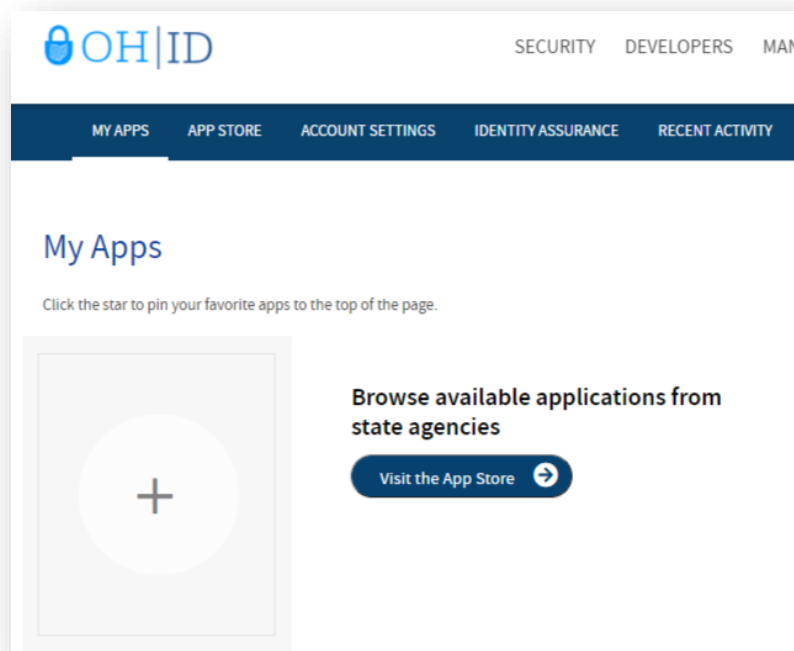 OH|ID
SECURITY DEVELOPERS
MY APPS APP STORE ACCOUNT SETTINGS IDENTITY ASSURANCE RECENT ACTIVITY
My Apps
Click the star to pin your favorite apps to the top of the page.
Browse available applications from
state agencies
+
Visit the App Store